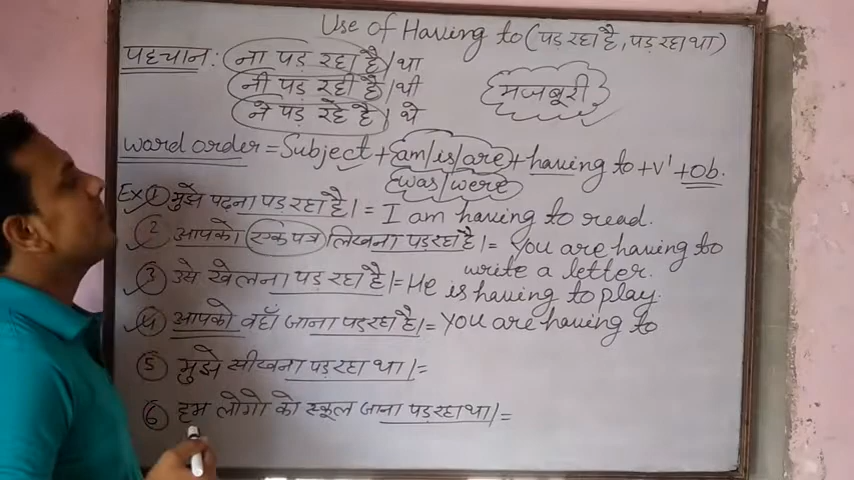 Use of Having to (पड़ रहा है, पड़ रहा था)
पहचान: ना पड़ रहा है / था
नी पड़ रही है / थी
ने पड़ रहे है / थे
मजबूरी
word order = Subject + am/is/are + having to + V¹ + ob.
was/were
Ex ① मुझे पढ़ना पड़ रहा है। = I am having to read.
② आपको एक पत्र लिखना पड़ रहा है। = You are having to
write a letter.
③ उसे खेलना पड़ रहा है। = He is having to play.
④ आपको वहाँ जाना पड़ रहा है। = You are having to
⑤ मुझे सीखना पड़ रहा था। =
⑥ हम लोगो को स्कूल जाना पड़ रहा था। =